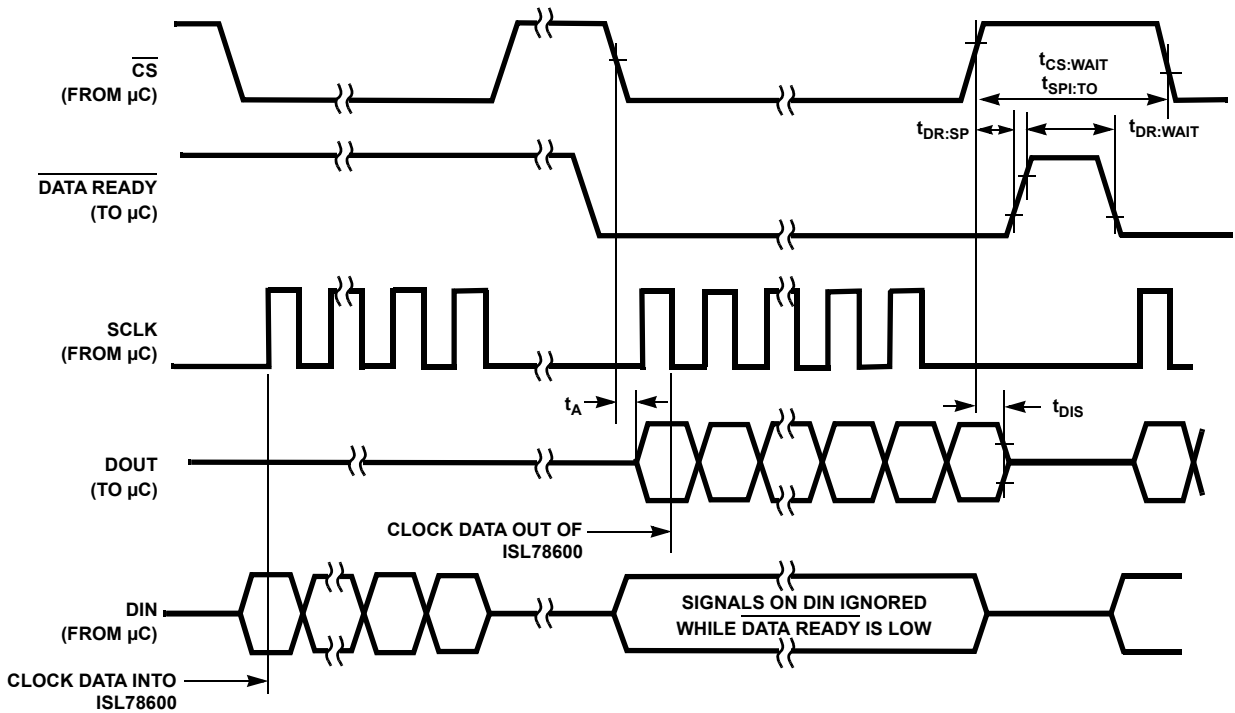 CS
(FROM µC)
tCS:WAIT
tSPI:TO
tDR:SP
tDR:WAIT
DATA READY
(TO µC)
SCLK
(FROM µC)
tA
tDIS
DOUT
(TO µC)
CLOCK DATA OUT OF
ISL78600
DIN
(FROM µC)
SIGNALS ON DIN IGNORED
WHILE DATA READY IS LOW
CLOCK DATA INTO
ISL78600